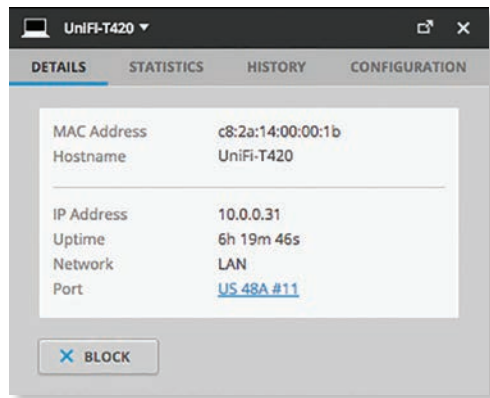 UniFi-T420
DETAILS STATISTICS HISTORY CONFIGURATION
MAC Address c8:2a:14:00:00:1b
Hostname UniFi-T420
IP Address 10.0.0.31
Uptime 6h 19m 46s
Network LAN
Port US 48A #11
BLOCK